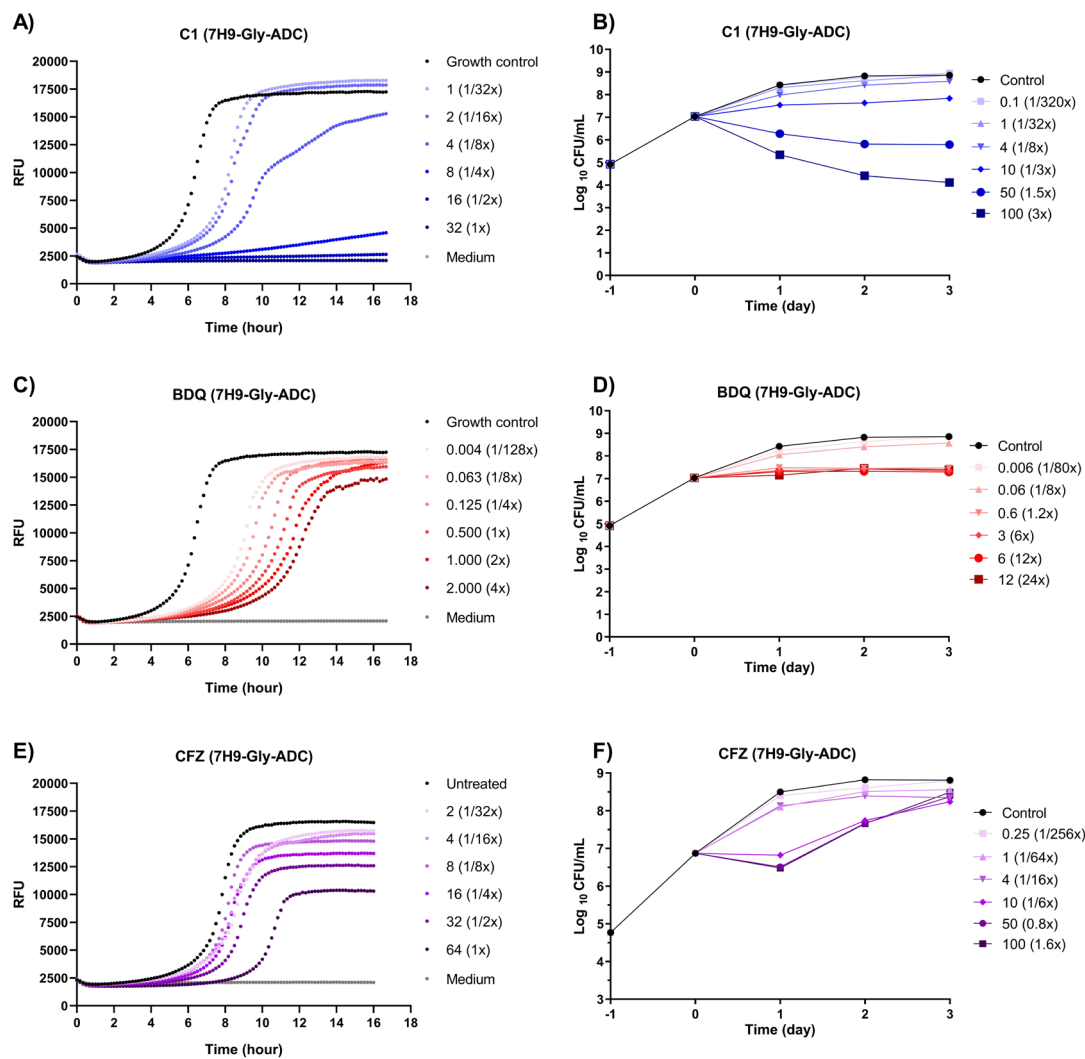 A)
C1 (7H9-Gly-ADC)
RFU
20000
17500
15000
12500
10000
7500
5000
2500
0
0 2 4 6 8 10 12 14 16 18
Time (hour)
Growth control
1 (1/32x)
2 (1/16x)
4 (1/8x)
8 (1/4x)
16 (1/2x)
32 (1x)
Medium
B)
C1 (7H9-Gly-ADC)
Log 10 CFU/mL
10
9
8
7
6
5
4
3
2
1
0
-1 0 1 2 3
Time (day)
Control
0.1 (1/320x)
1 (1/32x)
4 (1/8x)
10 (1/3x)
50 (1.5x)
100 (3x)
C)
BDQ (7H9-Gly-ADC)
RFU
20000
17500
15000
12500
10000
7500
5000
2500
0
0 2 4 6 8 10 12 14 16 18
Time (hour)
Growth control
0.004 (1/128x)
0.063 (1/8x)
0.125 (1/4x)
0.500 (1x)
1.000 (2x)
2.000 (4x)
Medium
D)
BDQ (7H9-Gly-ADC)
Log 10 CFU/mL
10
9
8
7
6
5
4
3
2
1
0
-1 0 1 2 3
Time (day)
Control
0.006 (1/80x)
0.06 (1/8x)
0.6 (1.2x)
3 (6x)
6 (12x)
12 (24x)
E)
CFZ (7H9-Gly-ADC)
RFU
20000
17500
15000
12500
10000
7500
5000
2500
0
0 2 4 6 8 10 12 14 16 18
Time (hour)
Untreated
2 (1/32x)
4 (1/16x)
8 (1/8x)
16 (1/4x)
32 (1/2x)
64 (1x)
Medium
F)
CFZ (7H9-Gly-ADC)
Log 10 CFU/mL
9
8
7
6
5
4
3
-1 0 1 2 3
Time (day)
Control
0.25 (1/256x)
1 (1/64x)
4 (1/16x)
10 (1/6x)
50 (0.8x)
100 (1.6x)